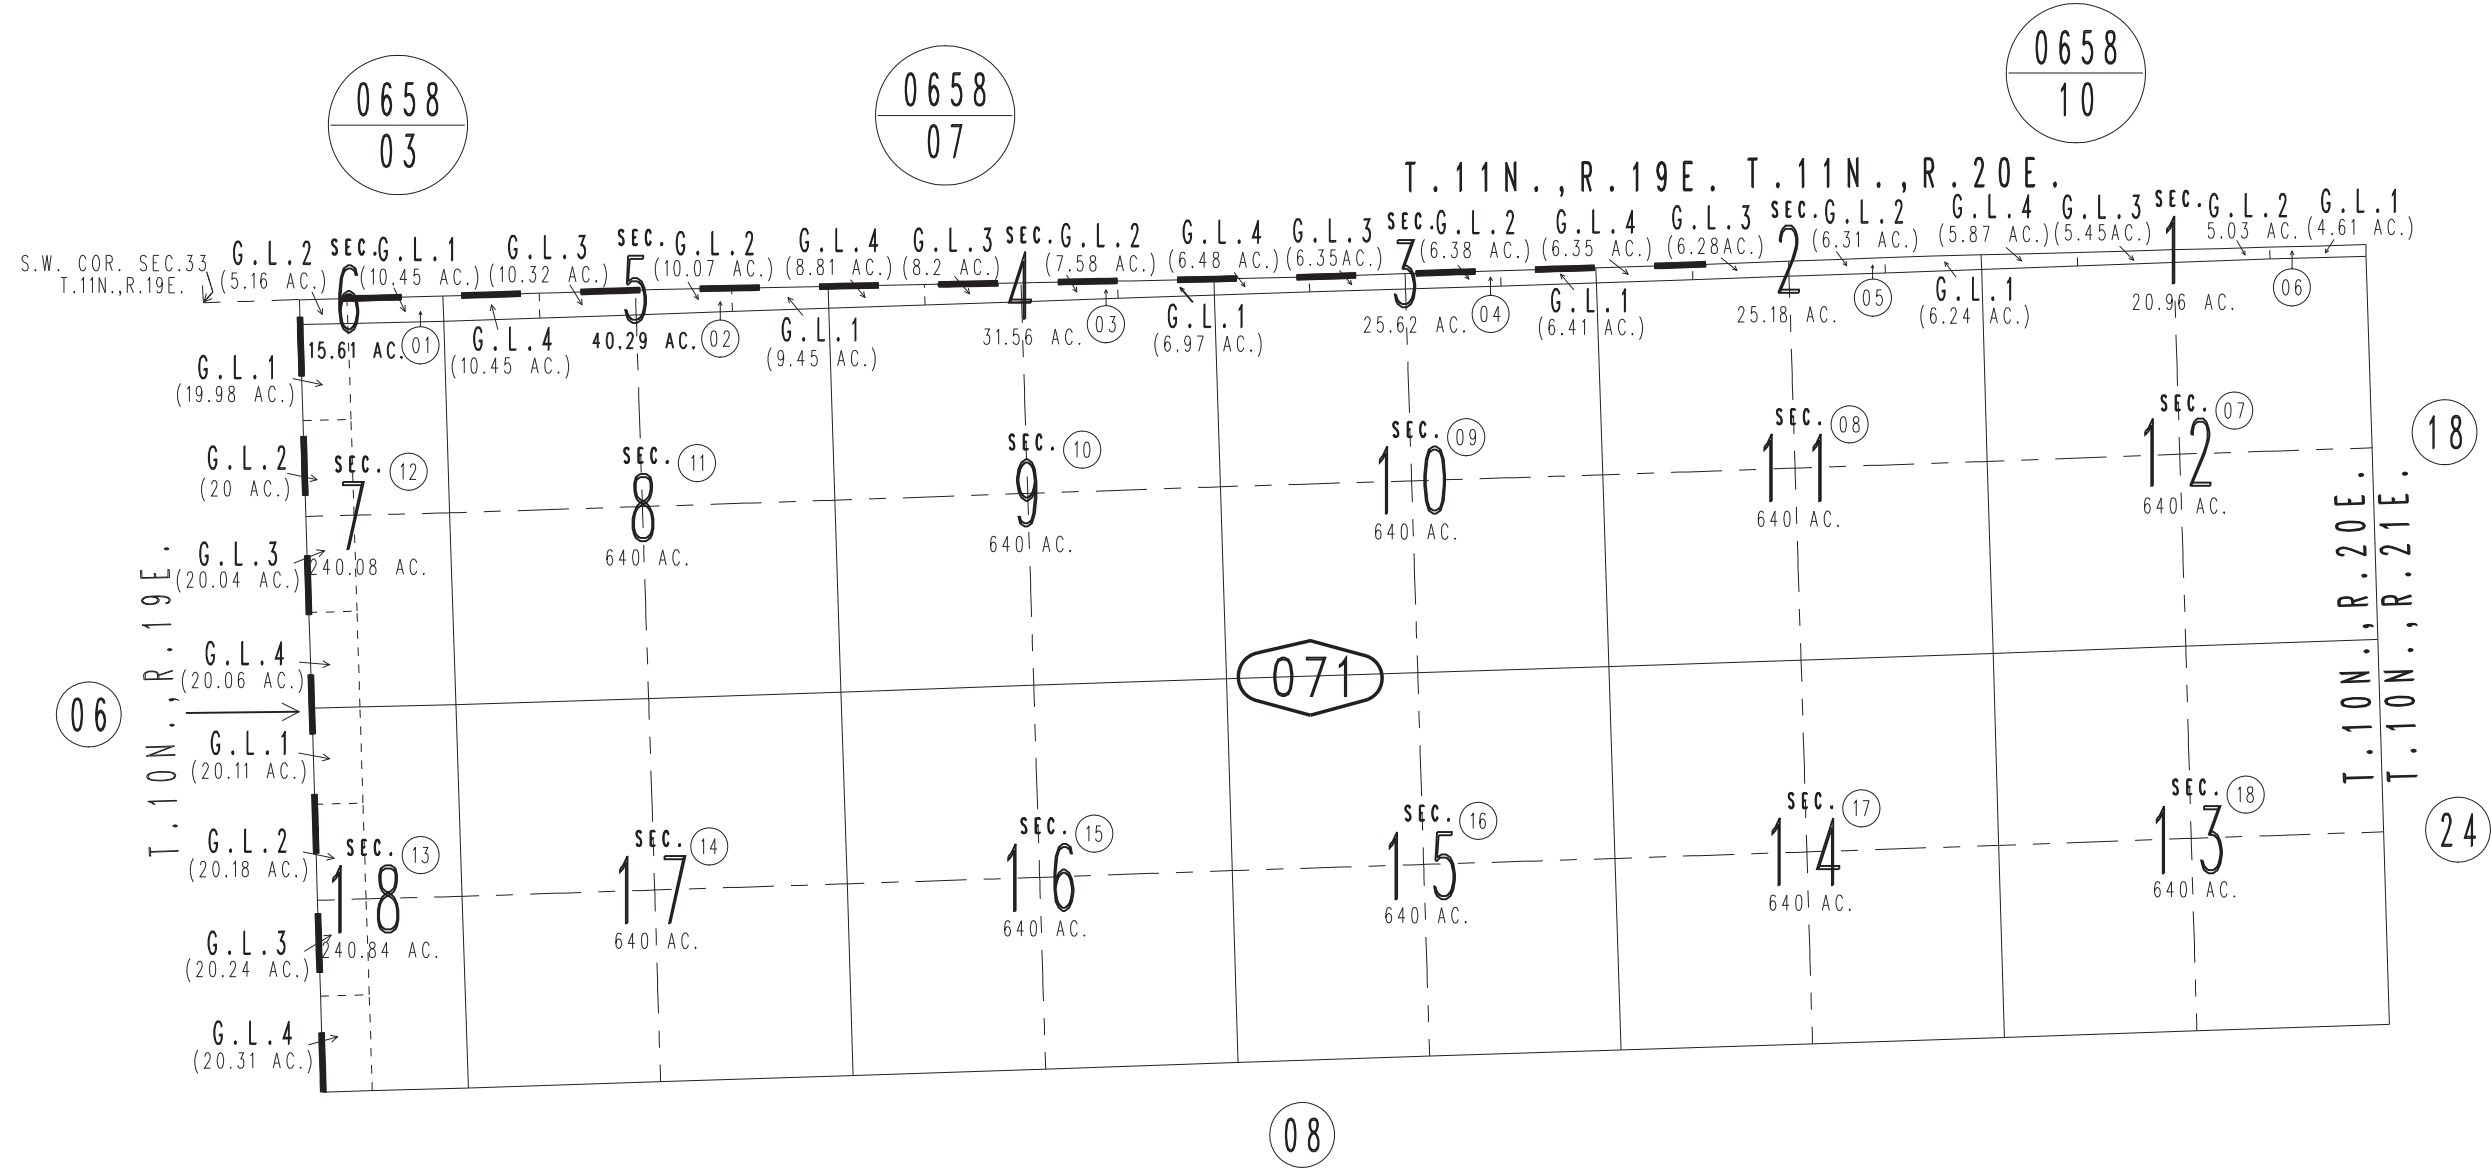 0658
03
0658
07
0658
10
T.11N.,R.19E. T.11N.,R.20E.
S.W. COR. SEC.33
T.11N.,R.19E.
G.L.2
(5.16 AC.)
SEC.
6
G.L.1
(10.45 AC.)
15.61 AC.
01
G.L.4
(10.45 AC.)
G.L.3
(10.32 AC.)
SEC.
5
G.L.2
(10.07 AC.)
40.29 AC.
02
G.L.1
(9.45 AC.)
G.L.4
(8.81 AC.)
G.L.3
(8.2 AC.)
SEC.
4
G.L.2
(7.58 AC.)
31.56 AC.
03
G.L.1
(6.97 AC.)
G.L.4
(6.48 AC.)
G.L.3
(6.35AC.)
SEC.
3
G.L.2
(6.38 AC.)
25.62 AC.
04
G.L.1
(6.41 AC.)
G.L.4
(6.35 AC.)
G.L.3
(6.28AC.)
SEC.
2
G.L.2
(6.31 AC.)
25.18 AC.
05
G.L.1
(6.24 AC.)
G.L.4
(5.87 AC.)
G.L.3
(5.45AC.)
SEC.
1
G.L.2
5.03 AC.
G.L.1
(4.61 AC.)
20.96 AC.
06
G.L.1
(19.98 AC.)
G.L.2
(20 AC.)
G.L.3
(20.04 AC.)
G.L.4
(20.06 AC.)
SEC.
12
7
240.08 AC.
SEC.
11
8
640 AC.
SEC.
10
9
640 AC.
SEC.
09
10
640 AC.
SEC.
08
11
640 AC.
SEC.
07
12
640 AC.
18
T.10N.,R.19E.
06
071
T.10N.,R.20E.
T.10N.,R.21E.
G.L.1
(20.11 AC.)
G.L.2
(20.18 AC.)
G.L.3
(20.24 AC.)
G.L.4
(20.31 AC.)
SEC.
13
18
240.84 AC.
SEC.
14
17
640 AC.
SEC.
15
16
640 AC.
SEC.
16
15
640 AC.
SEC.
17
14
640 AC.
SEC.
18
13
640 AC.
24
08